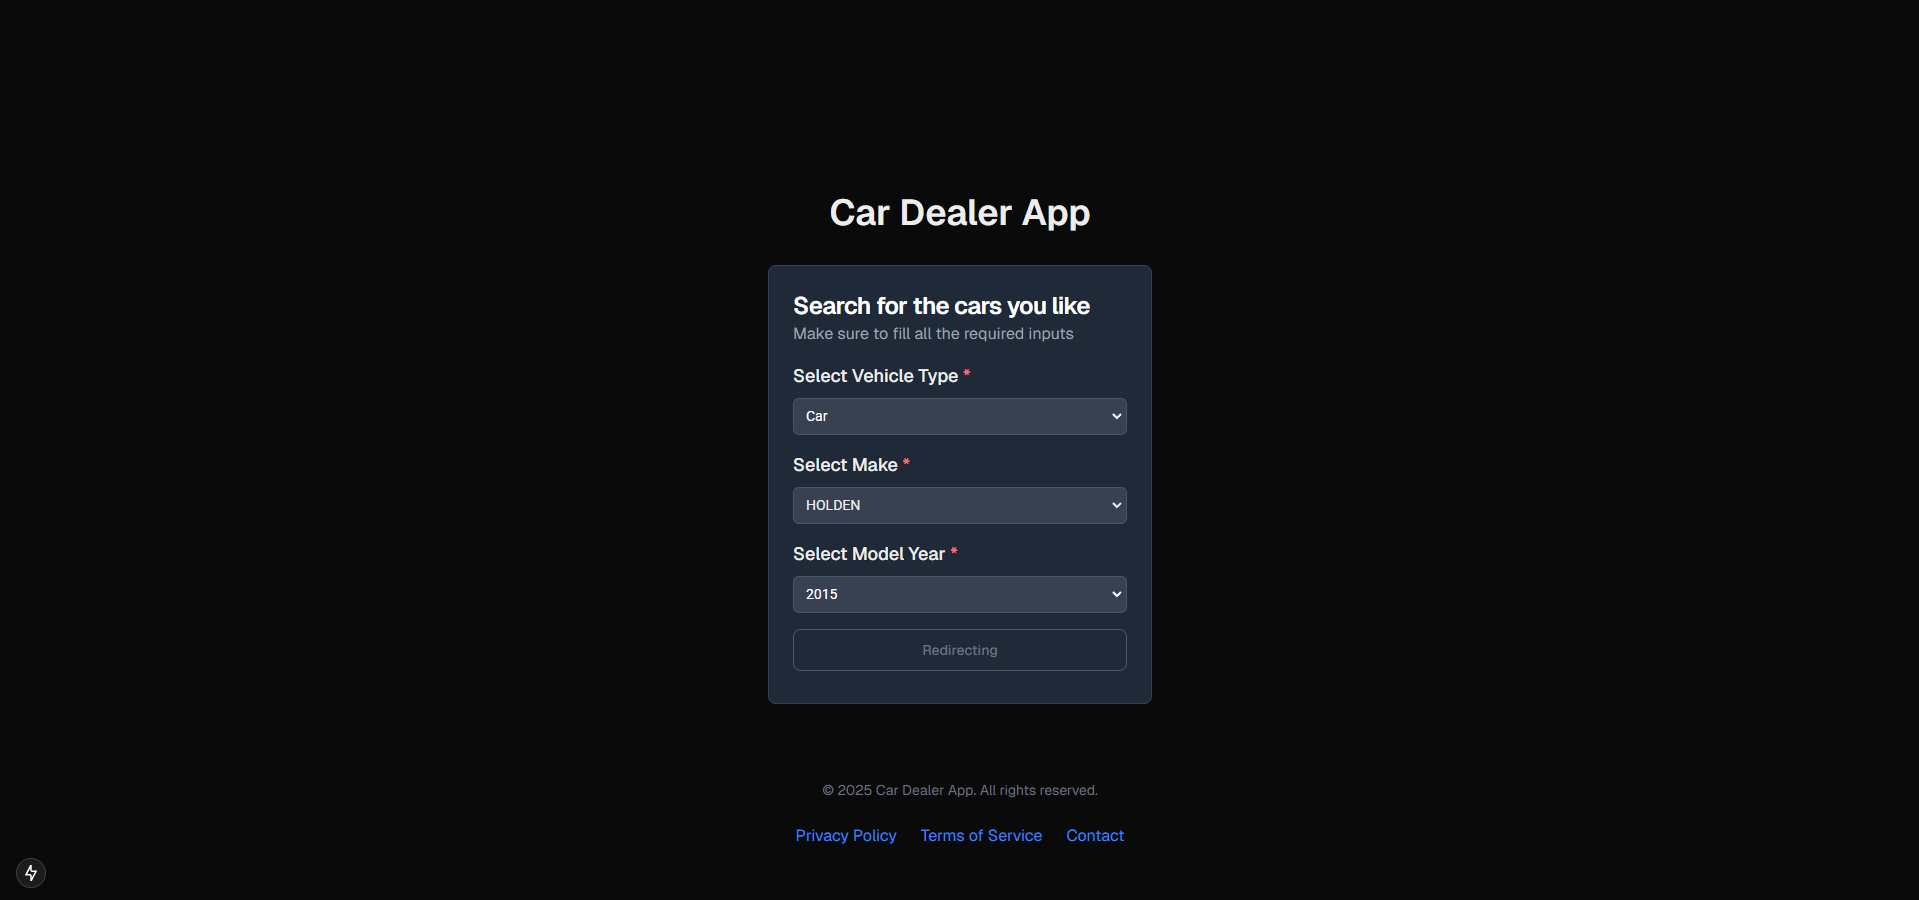 Car Dealer App
Search for the cars you like
Make sure to fill all the required inputs
Select Vehicle Type *
Car
Select Make *
HOLDEN
Select Model Year *
2015
Redirecting
© 2025 Car Dealer App. All rights reserved.
Privacy Policy Terms of Service Contact